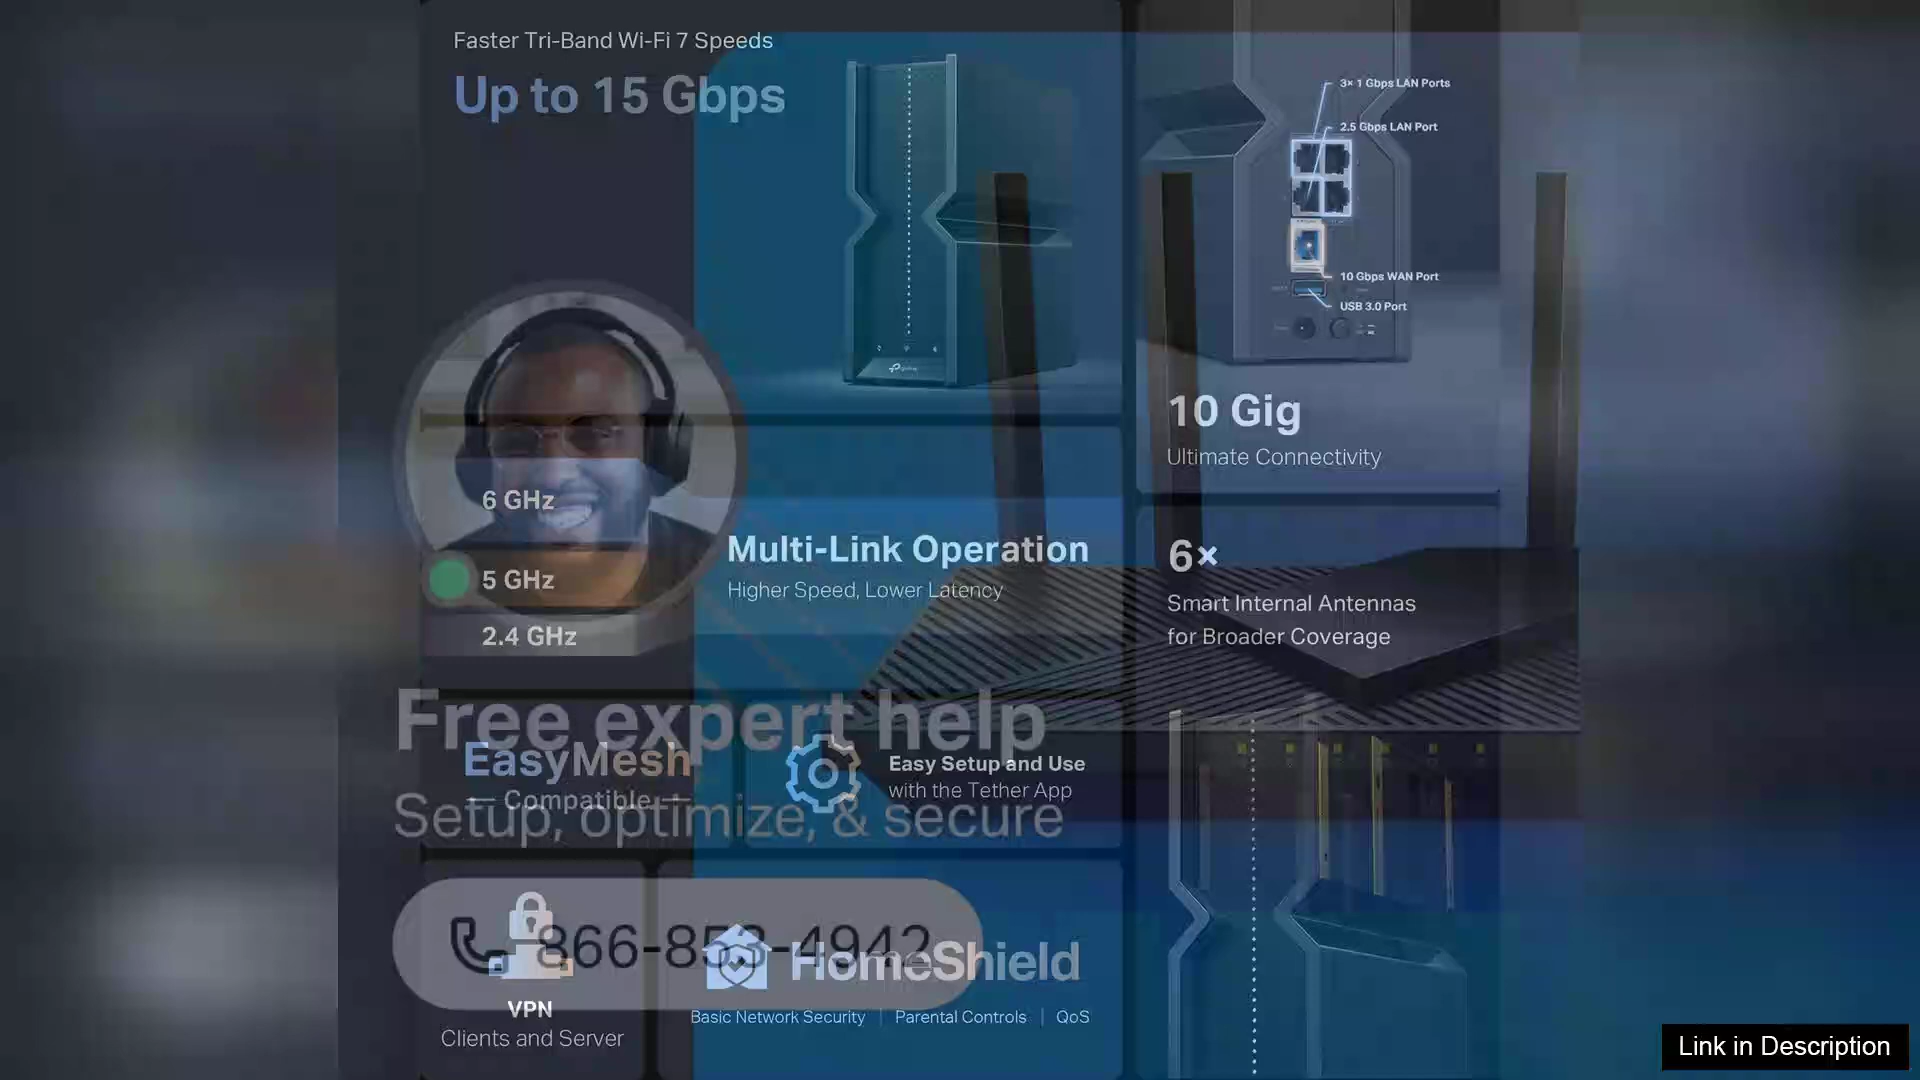 Faster Tri-Band Wi-Fi 7 Speeds
Up to 15 Gbps
3× 1 Gbps LAN Ports
2.5 Gbps LAN Port
10 Gbps WAN Port
USB 3.0 Port
10 Gig
Ultimate Connectivity
6 GHz
5 GHz
2.4 GHz
Multi-Link Operation
Higher Speed, Lower Latency
6×
Smart Internal Antennas
for Broader Coverage
Free expert help
Setup, optimize, & secure
EasyMesh
Compatible
Easy Setup and Use
with the Tether App
866-853-4942
VPN
Clients and Server
HomeShield
Basic Network Security | Parental Controls | QoS
Link in Description